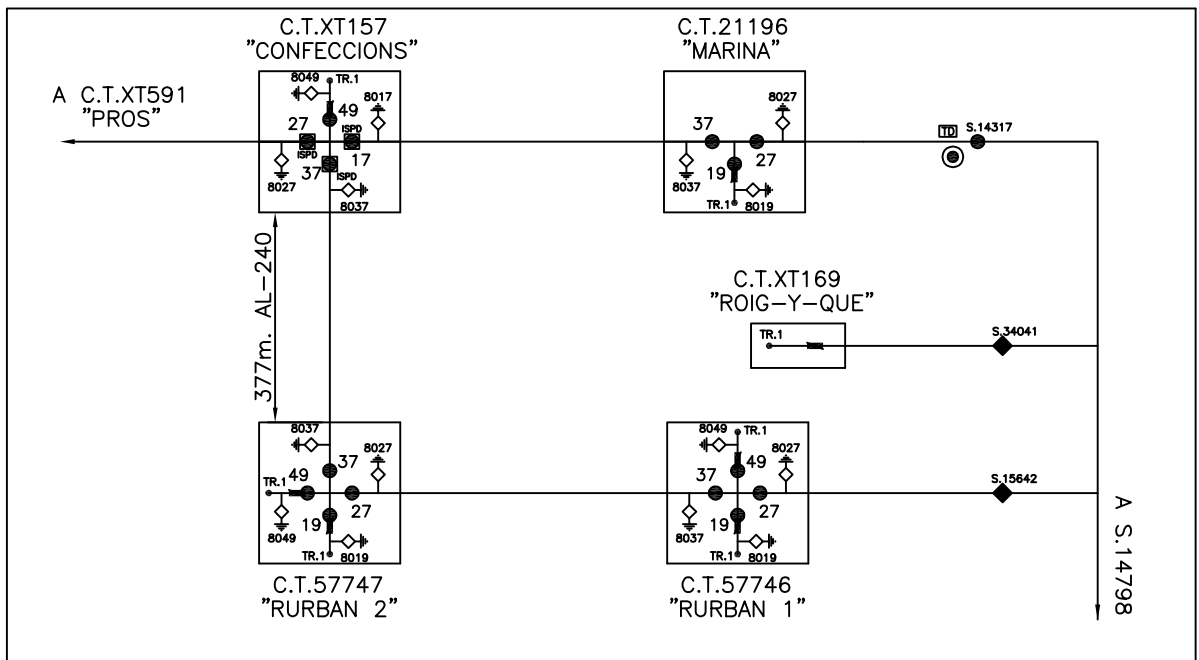 C.T.XT157
"CONFECCIONS"
C.T.21196
"MARINA"
A C.T.XT591
"PROS"
8049
TR.1
49
8017
27
ISPD
ISPD
17
37
ISPD
8027
8037
37
27
8027
19
8037
TR.1
8019
TD
S.14317
377m. AL-240
C.T.XT169
"ROIG-Y-QUE"
TR.1
S.34041
8037
37
8027
49
TR.1
27
19
8049
TR.1
8019
C.T.57747
"RURBAN 2"
8049
TR.1
49
8027
37
27
19
8037
TR.1
8019
C.T.57746
"RURBAN 1"
S.15642
A S.14798